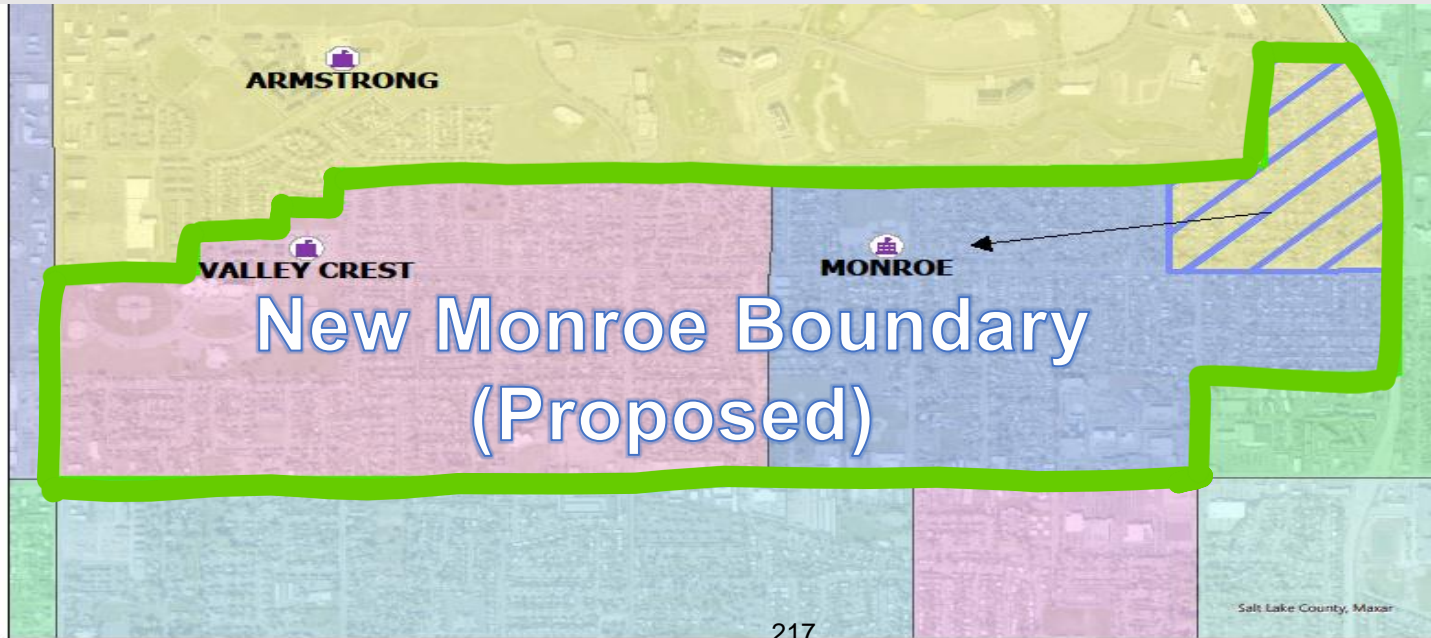 ARMSTRONG
VALLEY CREST
MONROE
New Monroe Boundary
(Proposed)
Salt Lake County, Maxar
217